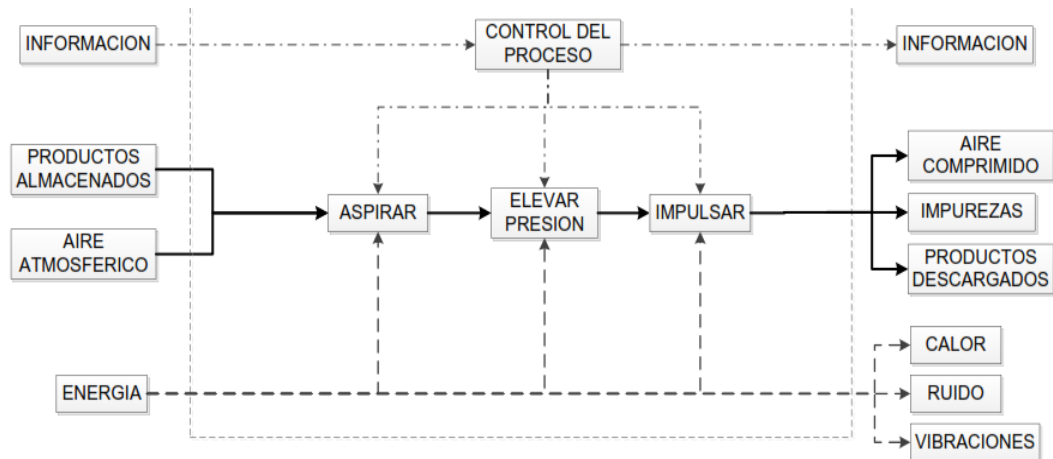 INFORMACION
CONTROL DEL
PROCESO
INFORMACION
PRODUCTOS
ALMACENADOS
AIRE
ATMOSFERICO
ASPIRAR
ELEVAR
PRESION
IMPULSAR
AIRE
COMPRIMIDO
IMPUREZAS
PRODUCTOS
DESCARGADOS
ENERGIA
CALOR
RUIDO
VIBRACIONES